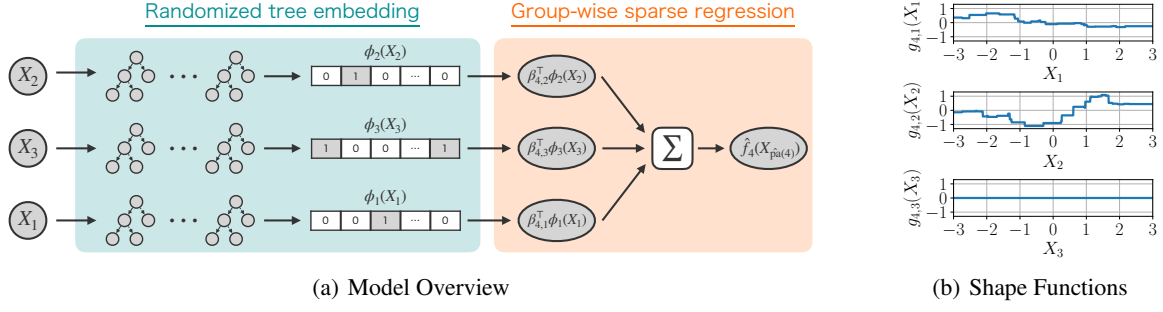 Randomized tree embedding
Group-wise sparse regression
X₂
ϕ₂(X₂)
0 1 0 ... 0
β⊤₄,₂ϕ₂(X₂)
X₃
ϕ₃(X₃)
1 0 0 ... 1
β⊤₄,₃ϕ₃(X₃)
Σ
f̂₄(X_p̂a(4))
X₁
ϕ₁(X₁)
0 0 1 ... 0
β⊤₄,₁ϕ₁(X₁)
(a) Model Overview
g₄,₁(X₁
1
0
−1
−3 −2 −1 0 1 2 3
X₁
g₄,₂(X₂)
1
0
−1
−3 −2 −1 0 1 2 3
X₂
g₄,₃(X₃)
1
0
−1
−3 −2 −1 0 1 2 3
X₃
(b) Shape Functions